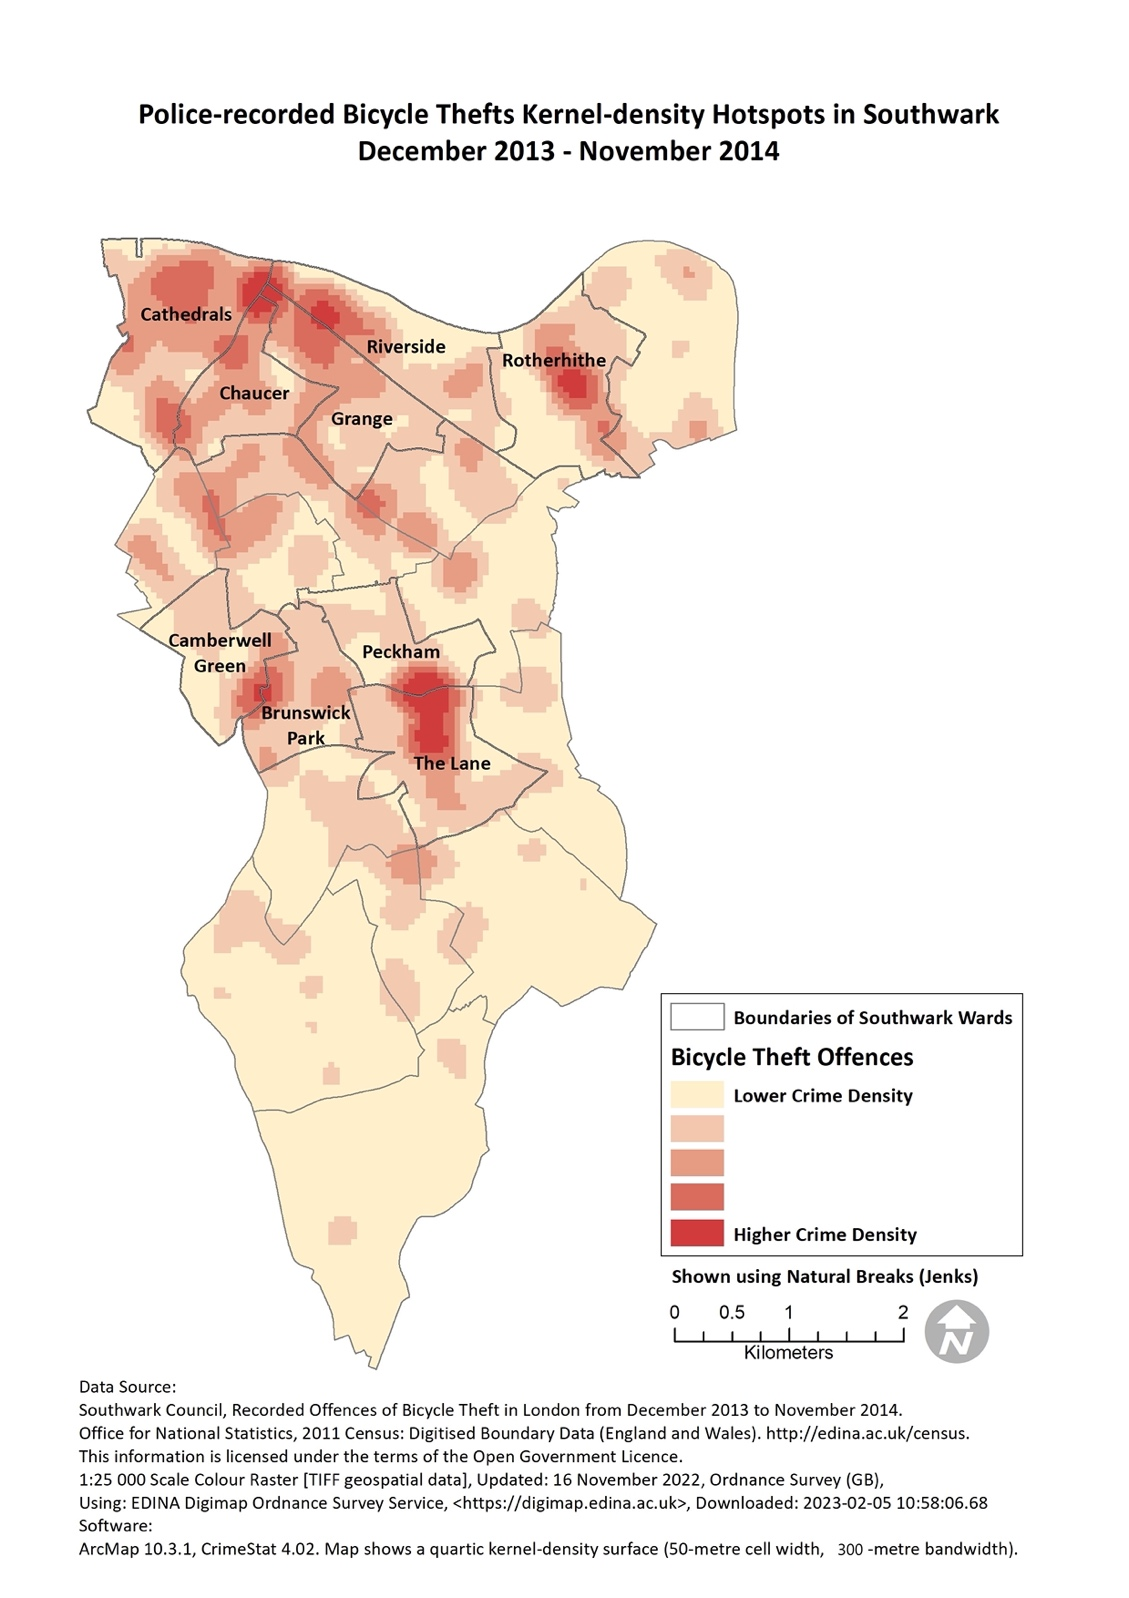 Police-recorded Bicycle Thefts Kernel-density Hotspots in Southwark
December 2013 - November 2014
Cathedrals
Riverside
Rotherhithe
Chaucer
Grange
Camberwell
Green
Peckham
Brunswick
Park
The Lane
Boundaries of Southwark Wards
Bicycle Theft Offences
Lower Crime Density
Higher Crime Density
Shown using Natural Breaks (Jenks)
0 0.5 1 2
Kilometers
N
Data Source:
Southwark Council, Recorded Offences of Bicycle Theft in London from December 2013 to November 2014.
Office for National Statistics, 2011 Census: Digitised Boundary Data (England and Wales). http://edina.ac.uk/census.
This information is licensed under the terms of the Open Government Licence.
1:25 000 Scale Colour Raster [TIFF geospatial data], Updated: 16 November 2022, Ordnance Survey (GB),
Using: EDINA Digimap Ordnance Survey Service, <https://digimap.edina.ac.uk>, Downloaded: 2023-02-05 10:58:06.68
Software:
ArcMap 10.3.1, CrimeStat 4.02. Map shows a quartic kernel-density surface (50-metre cell width, 300 -metre bandwidth).